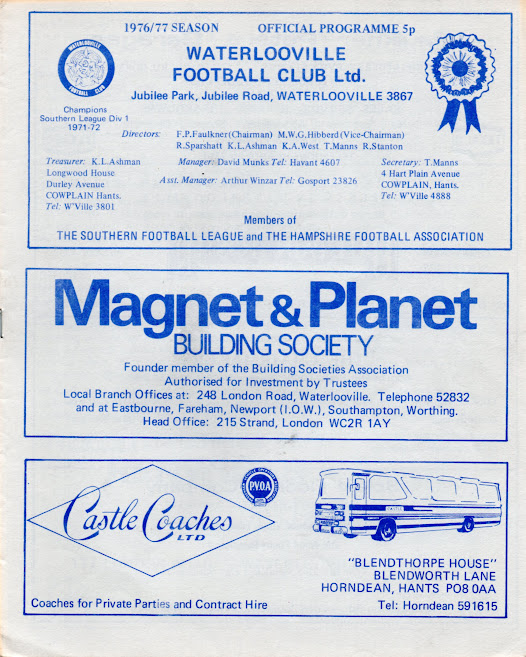 1976/77 SEASON OFFICIAL PROGRAMME 5p
WATERLOOVILLE
FOOTBALL CLUB Ltd.
Jubilee Park, Jubilee Road, WATERLOOVILLE 3867
WATERLOOVILLE
FOOTBALL CLUB
Champions
Southern League Div 1
1971-72
Directors: F.P.Faulkner(Chairman) M.W.G.Hibberd(Vice-Chairman)
R.Sparshatt K.L.Ashman K.A.West T.Manns R.Stanton
Treasurer: K.L.Ashman
Longwood House
Durley Avenue
COWPLAIN Hants.
Tel: W'Ville 3801
Manager: David Munks Tel: Havant 4607
Asst. Manager: Arthur Winzar Tel: Gosport 23826
Secretary: T.Manns
4 Hart Plain Avenue
COWPLAIN, Hants.
Tel: W'Ville 4888
Members of
THE SOUTHERN FOOTBALL LEAGUE and THE HAMPSHIRE FOOTBALL ASSOCIATION
Magnet & Planet
BUILDING SOCIETY
Founder member of the Building Societies Association
Authorised for Investment by Trustees
Local Branch Offices at: 248 London Road, Waterlooville. Telephone 52832
and at Eastbourne, Fareham, Newport (I.O.W.), Southampton, Worthing.
Head Office: 215 Strand, London WC2R 1AY
Castle Coaches
LTD
P.V.O.A
"BLENDTHORPE HOUSE"
BLENDWORTH LANE
HORNDEAN, HANTS PO8 0AA
Coaches for Private Parties and Contract Hire
Tel: Horndean 591615